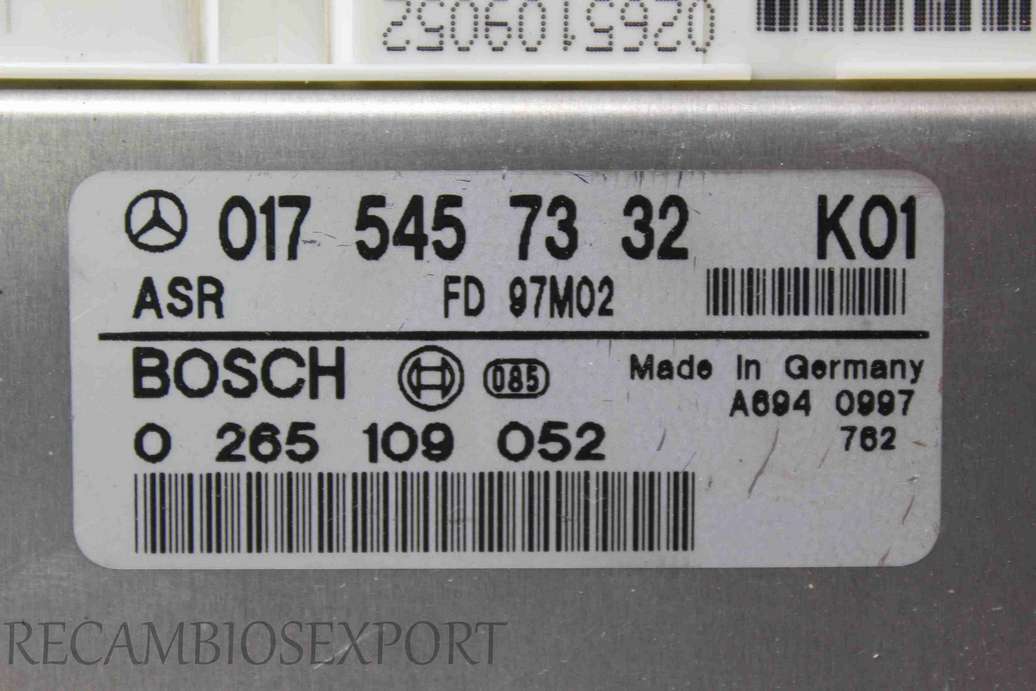 0265109052
017 545 73 32 K01
ASR FD 97M02
BOSCH 085 Made In Germany
A694 0997
0 265 109 052 762
RECAMBIOSEXPORT